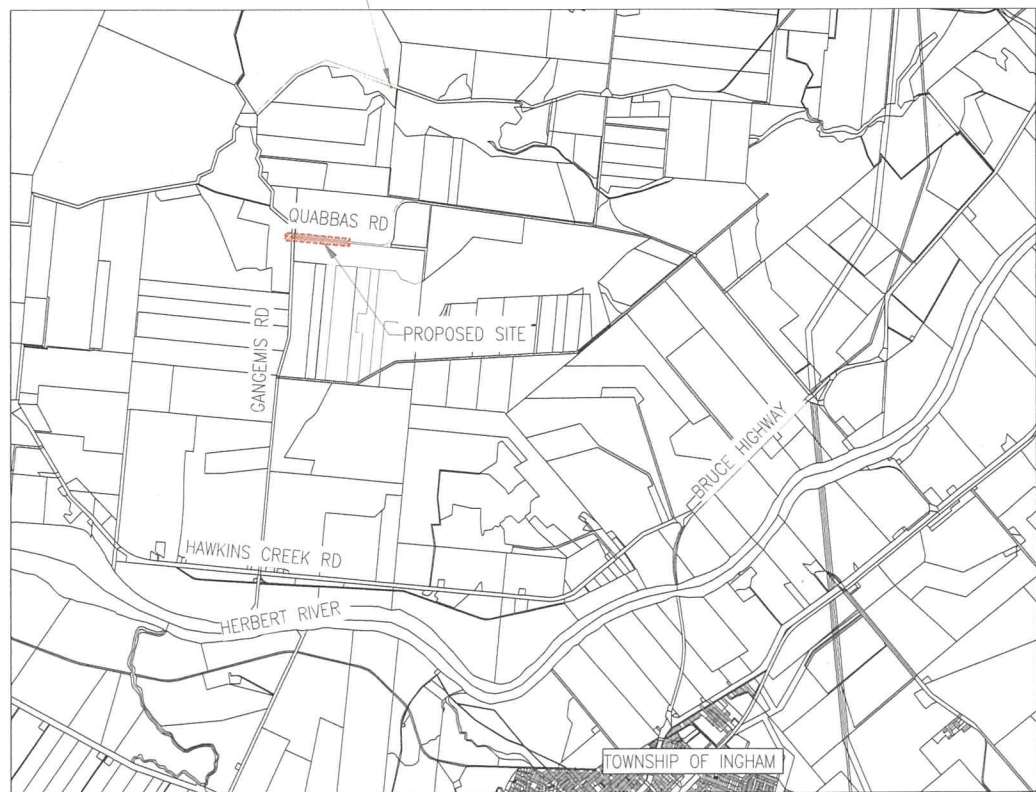 QUABBAS RD
PROPOSED SITE
GANGEMIS RD
BRUCE HIGHWAY
HAWKINS CREEK RD
HERBERT RIVER
TOWNSHIP OF INGHAM